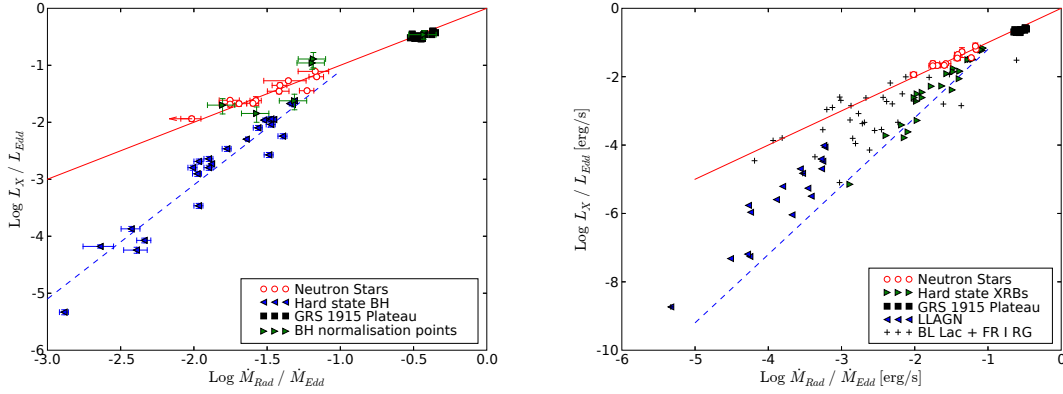 0
-1
-2
-3
-4
-5
-6
-3.0 -2.5 -2.0 -1.5 -1.0 -0.5 0.0
Log L_X / L_Edd
Log Ṁ_Rad / Ṁ_Edd
Neutron Stars
Hard state BH
GRS 1915 Plateau
BH normalisation points
0
-2
-4
-6
-8
-10
-6 -5 -4 -3 -2 -1 0
Log L_X / L_Edd [erg/s]
Log Ṁ_Rad / Ṁ_Edd [erg/s]
Neutron Stars
Hard state XRBs
GRS 1915 Plateau
LLAGN
BL Lac + FR I RG